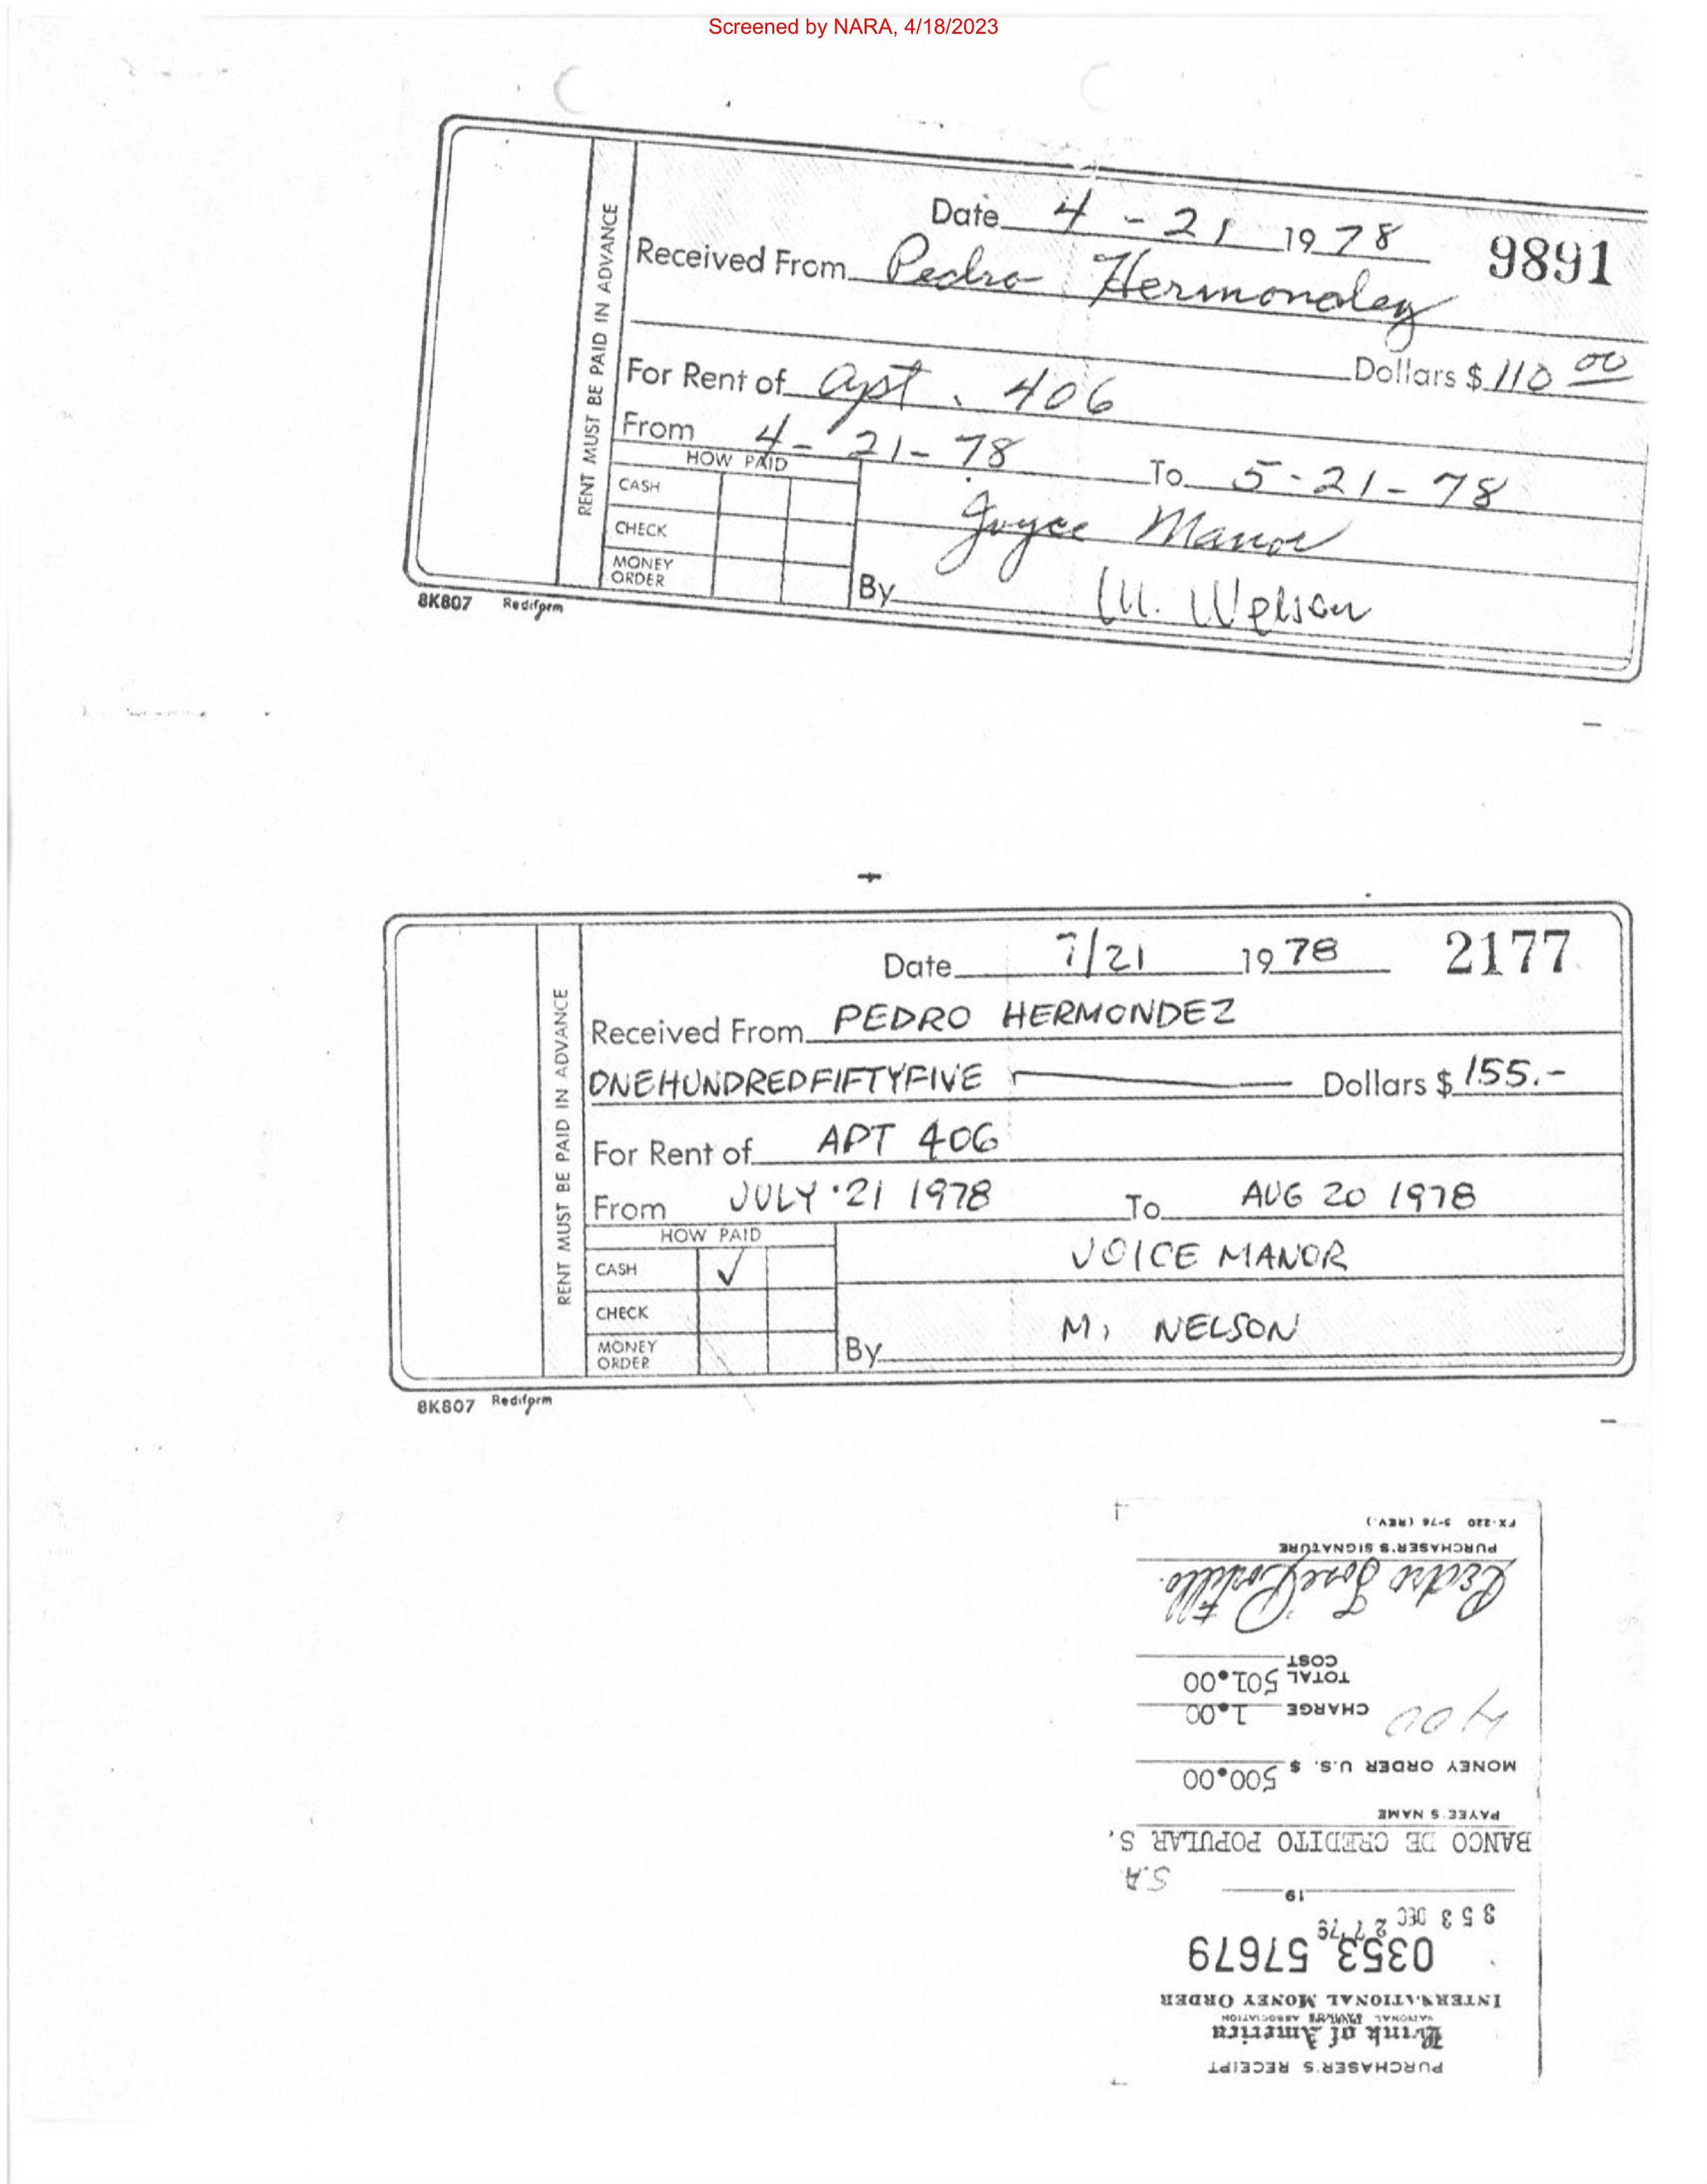 Screened by NARA, 4/18/2023
RENT MUST BE PAID IN ADVANCE
Date 4 - 21 1978 9891
Received From Pedro Hermondez
Dollars $ 110 00
For Rent of apt. 406
From 4-21-78 To 5-21-78
HOW PAID
CASH
CHECK
MONEY ORDER
Joyce Manor
By M. Nelson
8K807 Rediform
RENT MUST BE PAID IN ADVANCE
Date 7/21 1978 2177
Received From PEDRO HERMONDEZ
ONEHUNDREDFIFTYFIVE Dollars $ 155.-
For Rent of APT 406
From JULY 21 1978 To AUG 20 1978
HOW PAID
CASH ✓
CHECK
MONEY ORDER
JOICE MANOR
By M. NELSON
8K807 Rediform
PURCHASER'S RECEIPT
Bank of America
NATIONAL TRUST AND SAVINGS ASSOCIATION
INTERNATIONAL MONEY ORDER
0353 57679
353 DEC 27 79
19
S.A
BANCO DE CREDITO POPULAR S.
PAYEE'S NAME
MONEY ORDER U.S. $ 500.00
400
CHARGE 1.00
TOTAL COST 501.00
Pedro Jose Portillo.
PURCHASER'S SIGNATURE
FX-220 5-76 (REV.)